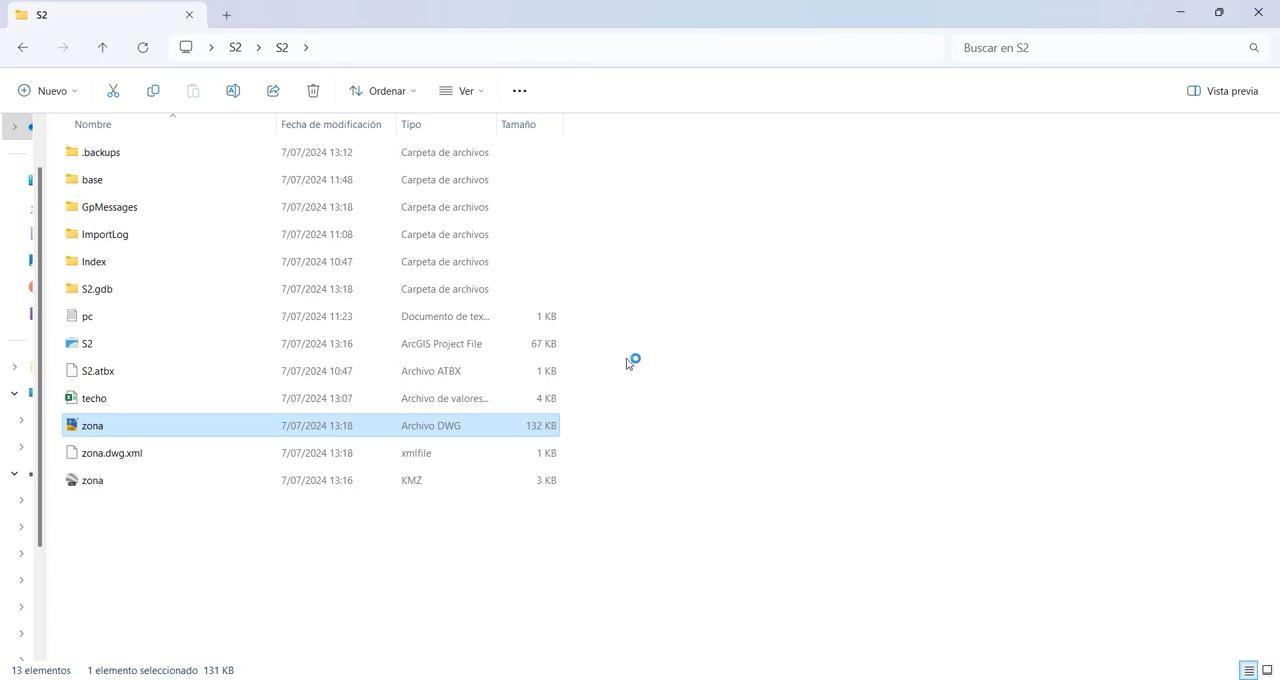 S2
S2 S2
Buscar en S2
Nuevo Ordenar Ver Vista previa
Nombre Fecha de modificación Tipo Tamaño
.backups 7/07/2024 13:12 Carpeta de archivos
base 7/07/2024 11:48 Carpeta de archivos
GpMessages 7/07/2024 13:18 Carpeta de archivos
ImportLog 7/07/2024 11:08 Carpeta de archivos
Index 7/07/2024 10:47 Carpeta de archivos
S2.gdb 7/07/2024 13:18 Carpeta de archivos
pc 7/07/2024 11:23 Documento de tex... 1 KB
S2 7/07/2024 13:16 ArcGIS Project File 67 KB
S2.atbx 7/07/2024 10:47 Archivo ATBX 1 KB
techo 7/07/2024 13:07 Archivo de valores... 4 KB
zona 7/07/2024 13:18 Archivo DWG 132 KB
zona.dwg.xml 7/07/2024 13:18 xmlfile 1 KB
zona 7/07/2024 13:16 KMZ 3 KB
13 elementos 1 elemento seleccionado 131 KB